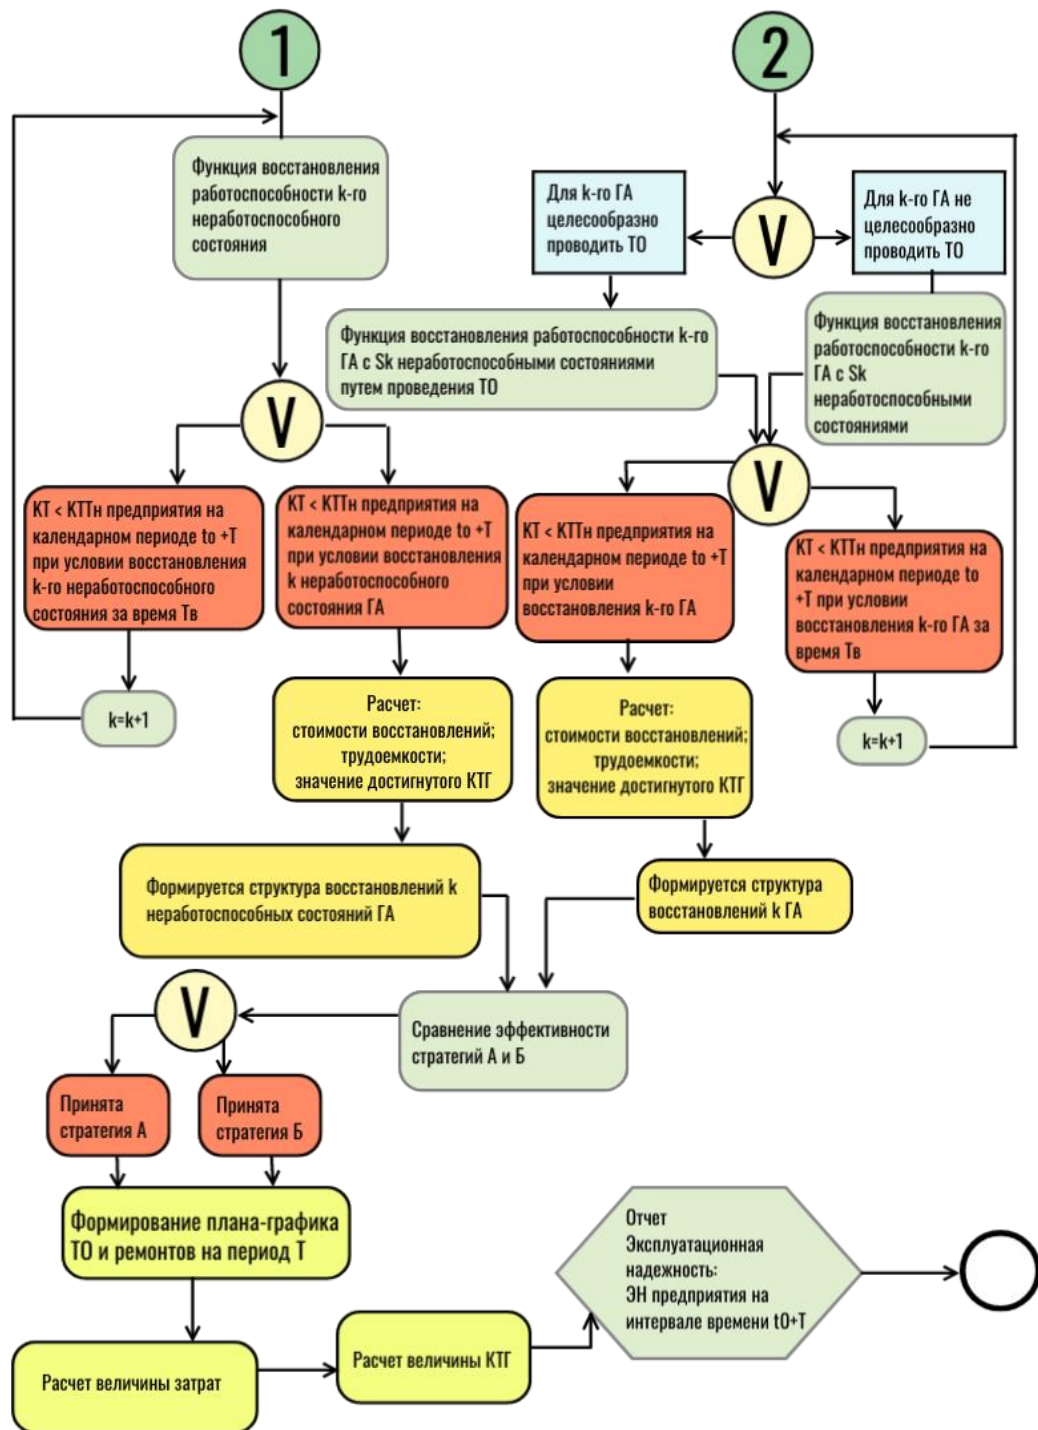 1
2
Функция восстановления
работоспособности k-го
неработоспособного
состояния
Для k-го ГА
целесообразно
проводить ТО
V
Для k-го ГА не
целесообразно
проводить ТО
Функция восстановления работоспособности k-го
ГА с Sk неработоспособными состояниями
путем проведения ТО
Функция восстановления
работоспособности k-го
ГА с Sk
неработоспособными
состояниями
V
V
КТ < КТТн предприятия на
календарном периоде to +Т
при условии восстановления
k-го неработоспособного
состояния за время Тв
КТ < КТТн предприятия на
календарном периоде to +Т
при условии восстановления
k неработоспособного
состояния ГА
КТ < КТТн предприятия на
календарном периоде to +Т
при условии
восстановления k-го ГА
КТ < КТТн предприятия на
календарном периоде to
+Т при условии
восстановления k-го ГА за
время Тв
k=k+1
Расчет:
стоимости восстановлений;
трудоемкости;
значение достигнутого КТГ
Расчет:
стоимости восстановлений;
трудоемкости;
значение достигнутого КТГ
k=k+1
Формируется структура восстановлений k
неработоспособных состояний ГА
Формируется структура
восстановлений k ГА
V
Сравнение эффективности
стратегий А и Б
Принята
стратегия А
Принята
стратегия Б
Формирование плана-графика
ТО и ремонтов на период Т
Отчет
Эксплуатационная
надежность:
ЭН предприятия на
интервале времени t0+Т
Расчет величины затрат
Расчет величины КТГ